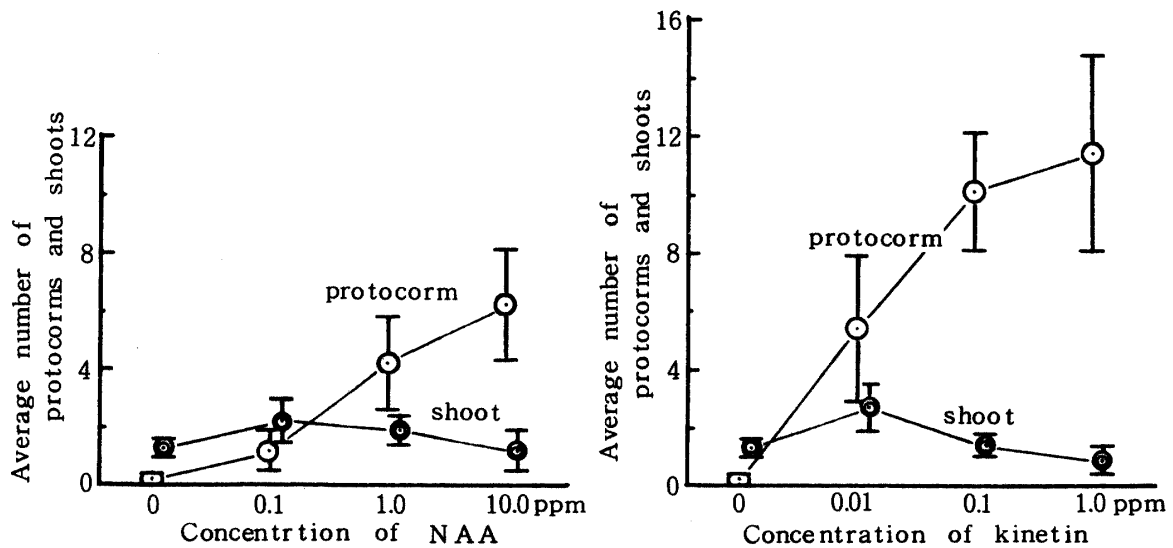 Average number of
protocorms and shoots
12
8
4
0
protocorm
shoot
0 0.1 1.0 10.0 ppm
Concentrtion of NAA
Average number of
protocorms and shoots
16
12
8
4
0
protocorm
shoot
0 0.01 0.1 1.0 ppm
Concentration of kinetin